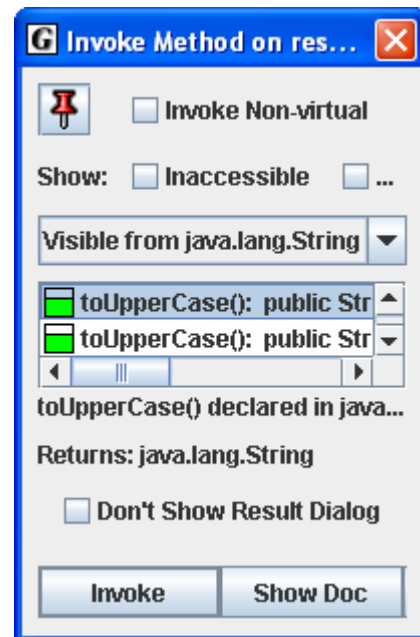 G Invoke Method on res...
Invoke Non-virtual
Show: Inaccessible ...
Visible from java.lang.String
toUpperCase(): public Str
toUpperCase(): public Str
toUpperCase() declared in java...
Returns: java.lang.String
Don't Show Result Dialog
Invoke Show Doc